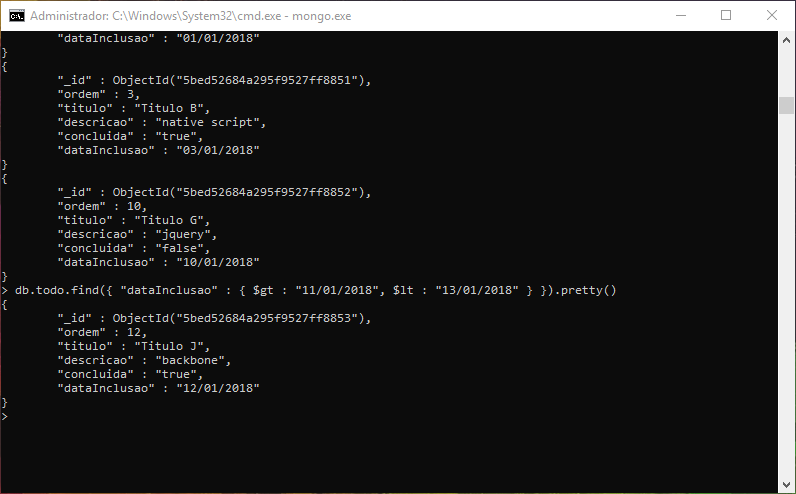 Administrador: C:\Windows\System32\cmd.exe - mongo.exe
"dataInclusao" : "01/01/2018"
}
{
"_id" : ObjectId("5bed52684a295f9527ff8851"),
"ordem" : 3,
"titulo" : "Titulo B",
"descricao" : "native script",
"concluida" : "true",
"dataInclusao" : "03/01/2018"
}
{
"_id" : ObjectId("5bed52684a295f9527ff8852"),
"ordem" : 10,
"titulo" : "Titulo G",
"descricao" : "jquery",
"concluida" : "false",
"dataInclusao" : "10/01/2018"
}
> db.todo.find({ "dataInclusao" : { $gt : "11/01/2018", $lt : "13/01/2018" } }).pretty()
{
"_id" : ObjectId("5bed52684a295f9527ff8853"),
"ordem" : 12,
"titulo" : "Titulo J",
"descricao" : "backbone",
"concluida" : "true",
"dataInclusao" : "12/01/2018"
}
>